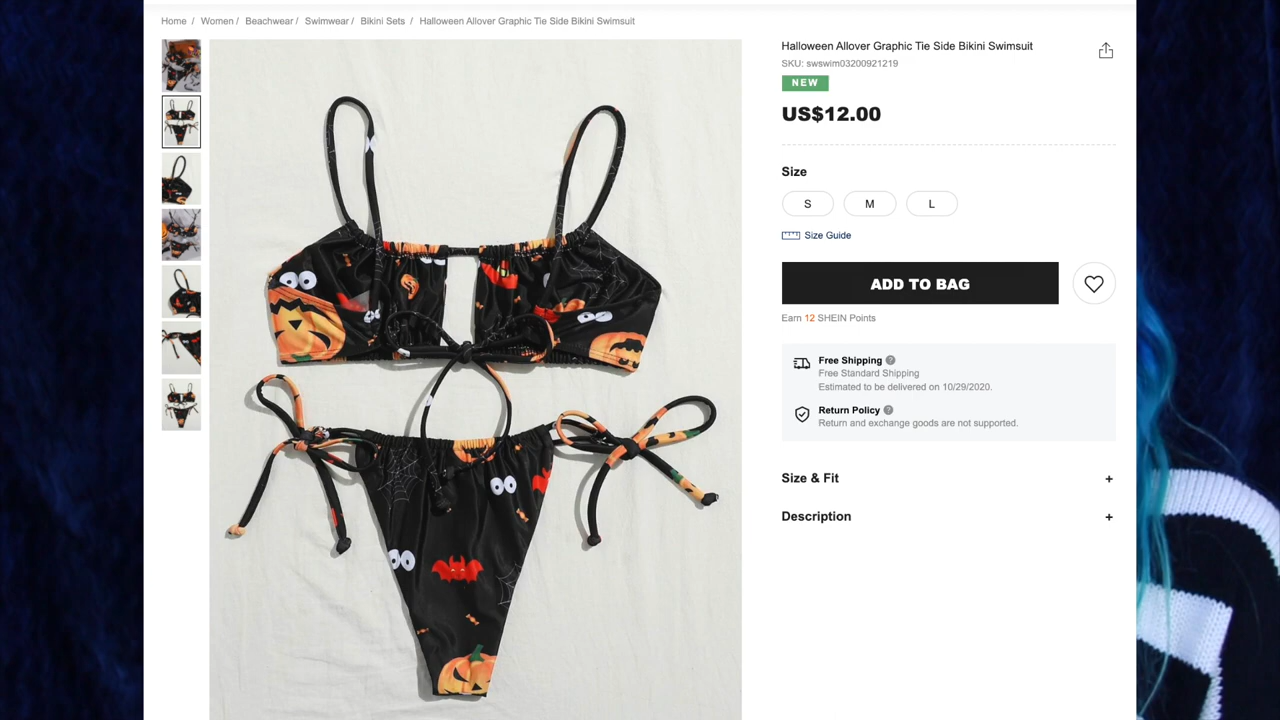 Home / Women / Beachwear / Swimwear / Bikini Sets / Halloween Allover Graphic Tie Side Bikini Swimsuit
Halloween Allover Graphic Tie Side Bikini Swimsuit
SKU: swswim03200921219
NEW
US$12.00
Size
S M L
Size Guide
ADD TO BAG
Earn 12 SHEIN Points
Free Shipping ?
Free Standard Shipping
Estimated to be delivered on 10/29/2020.
Return Policy ?
Return and exchange goods are not supported.
Size & Fit +
Description +